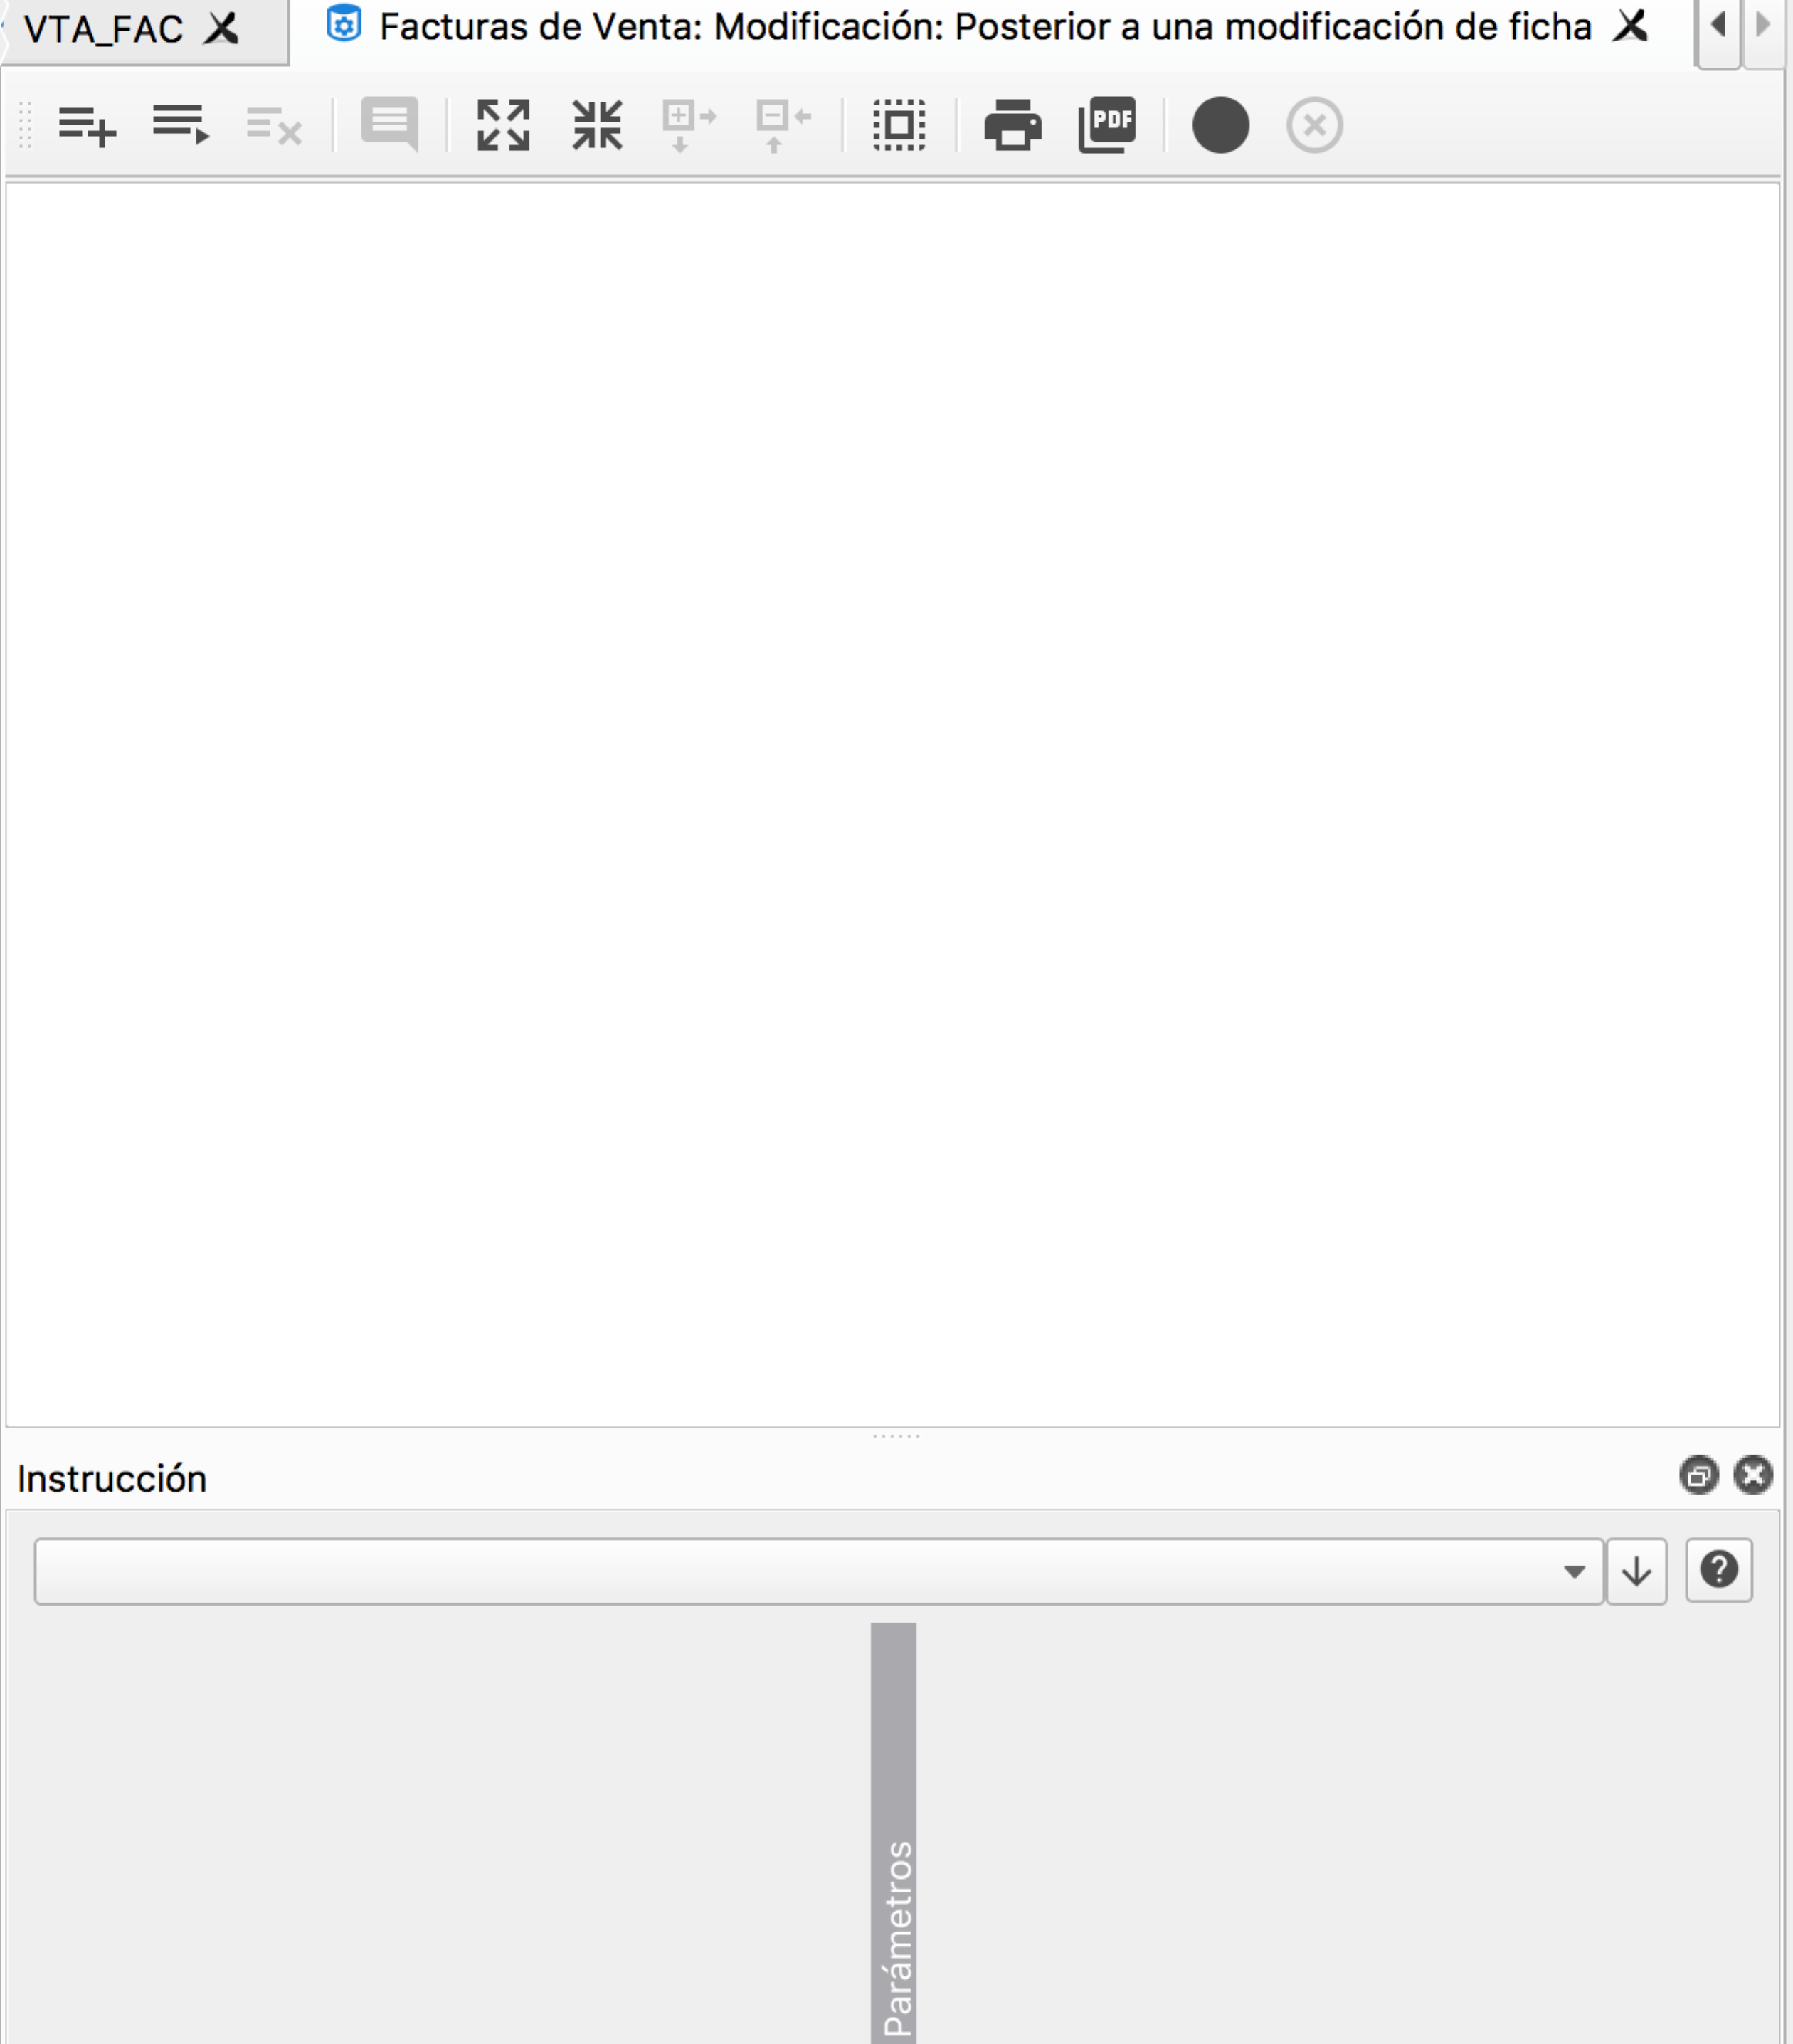 VTA_FAC
Facturas de Venta: Modificación: Posterior a una modificación de ficha
PDF
Instrucción
Parámetros